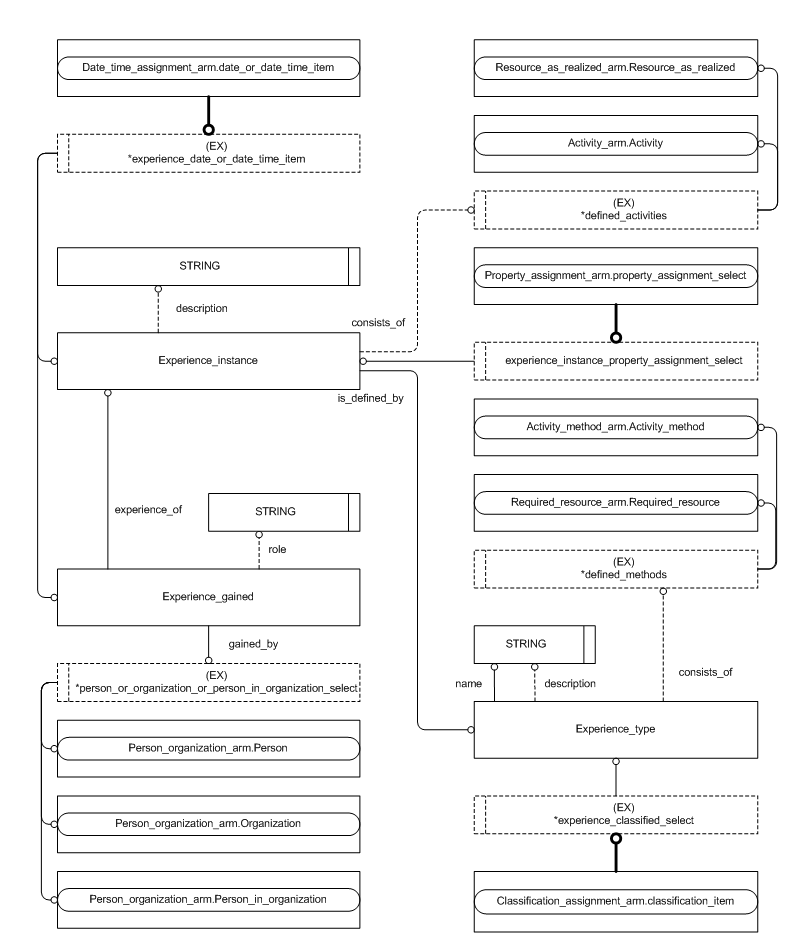 Date_time_assignment_arm.date_or_date_time_item
(EX)
*experience_date_or_date_time_item
STRING
description
Experience_instance
experience_of
STRING
role
Experience_gained
gained_by
(EX)
*person_or_organization_or_person_in_organization_select
Person_organization_arm.Person
Person_organization_arm.Organization
Person_organization_arm.Person_in_organization
Resource_as_realized_arm.Resource_as_realized
Activity_arm.Activity
(EX)
*defined_activities
consists_of
Property_assignment_arm.property_assignment_select
experience_instance_property_assignment_select
is_defined_by
Activity_method_arm.Activity_method
Required_resource_arm.Required_resource
(EX)
*defined_methods
STRING
name
description
consists_of
Experience_type
(EX)
*experience_classified_select
Classification_assignment_arm.classification_item